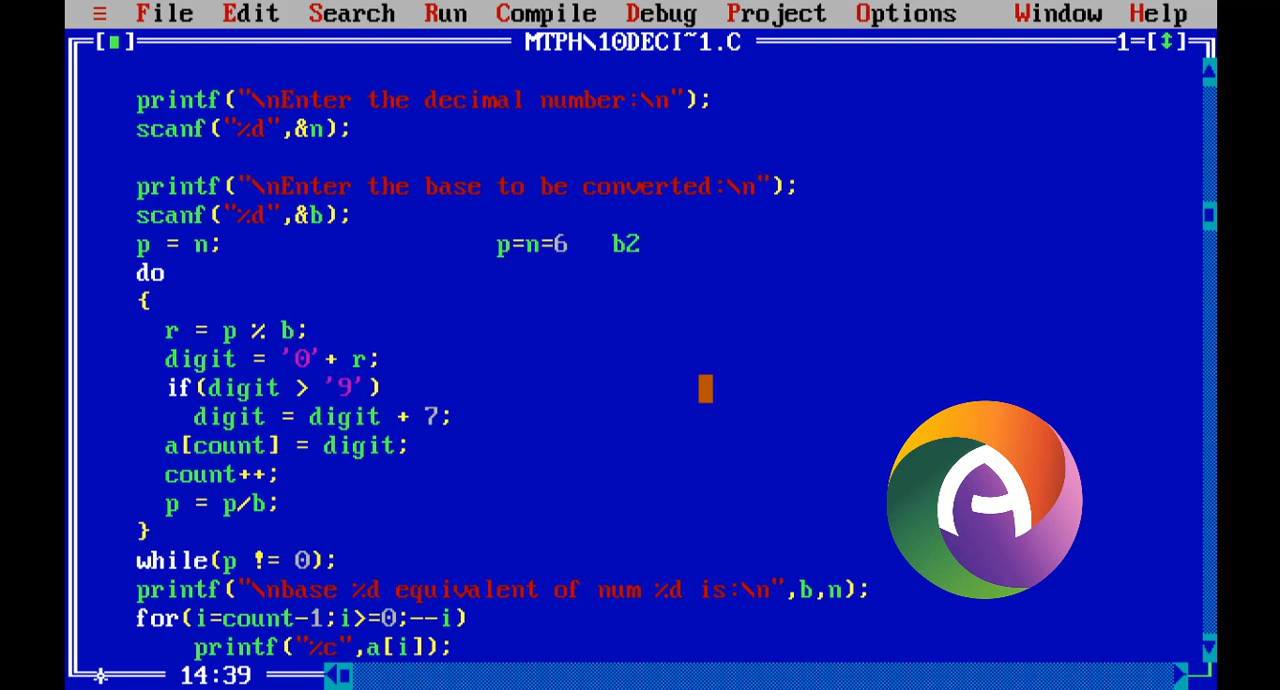 ≡ File Edit Search Run Compile Debug Project Options Window Help
[■] MTPH\10DECI~1.C 1=[↕]
printf("\nEnter the decimal number:\n");
scanf("%d",&n);
printf("\nEnter the base to be converted:\n");
scanf("%d",&b);
p = n; p=n=6 b2
do
{
r = p % b;
digit = '0'+ r;
if(digit > '9')
digit = digit + 7;
a[count] = digit;
count++;
p = p/b;
}
while(p != 0);
printf("\nbase %d equivalent of num %d is:\n",b,n);
for(i=count-1;i>=0;--i)
printf("%c",a[i]);
14:39